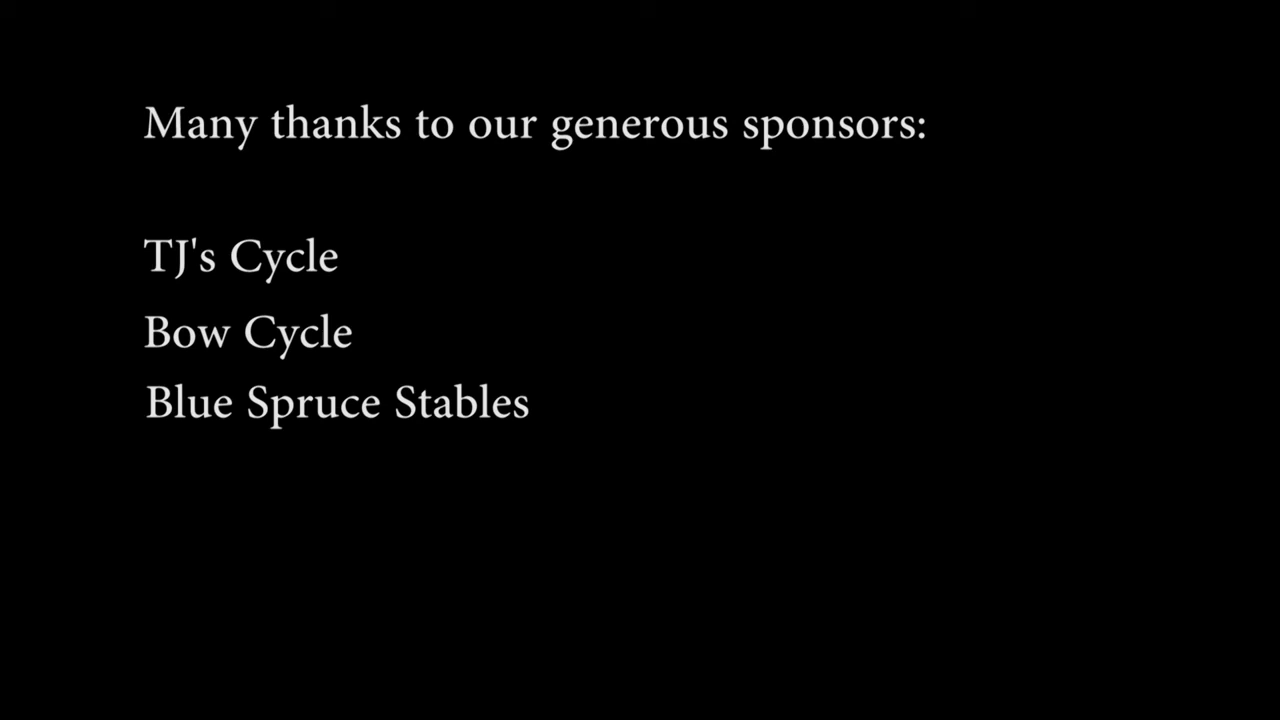 Many thanks to our generous sponsors:
TJ's Cycle
Bow Cycle
Blue Spruce Stables